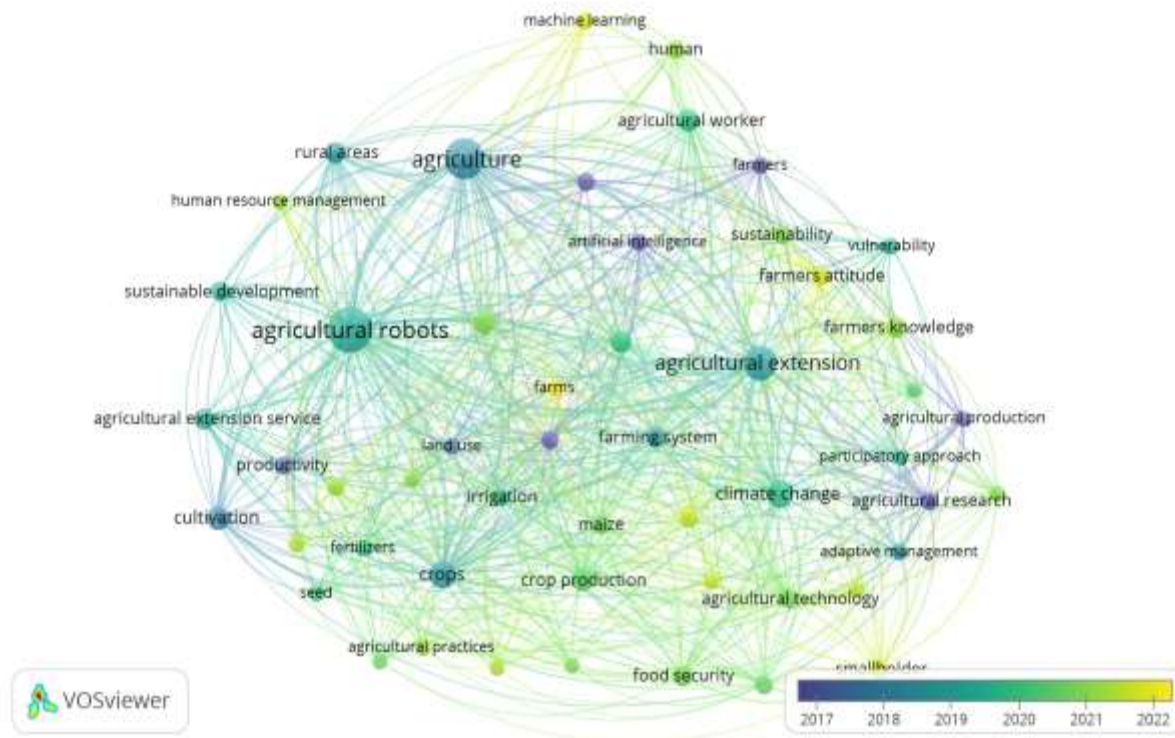 machine learning
human
agricultural worker
rural areas
agriculture
farmers
human resource management
artificial intelligence
sustainability
vulnerability
farmers attitude
sustainable development
agricultural robots
farmers knowledge
agricultural extension
farms
agricultural extension service
agricultural production
land use
farming system
productivity
participatory approach
irrigation
climate change
agricultural research
cultivation
maize
fertilizers
adaptive management
crops
crop production
seed
agricultural technology
agricultural practices
food security
smallholder
VOSviewer
2017 2018 2019 2020 2021 2022